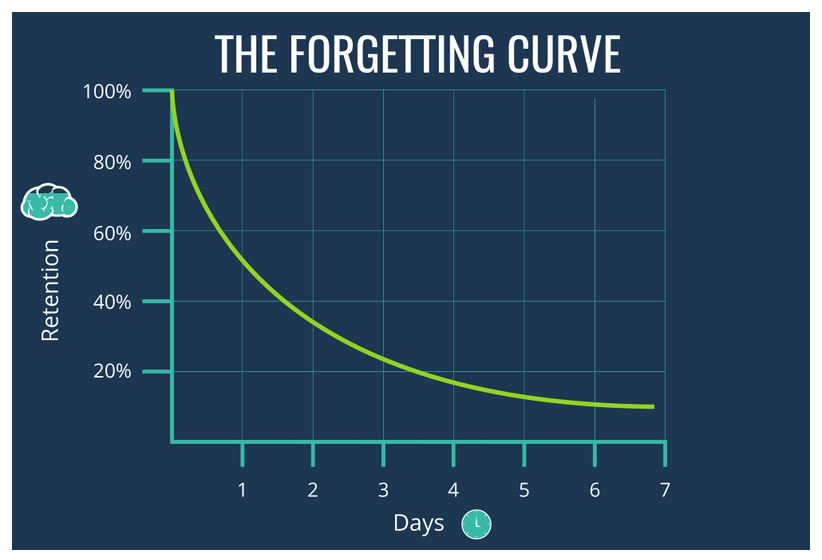 THE FORGETTING CURVE
100%
80%
60%
40%
20%
Retention
1 2 3 4 5 6 7
Days